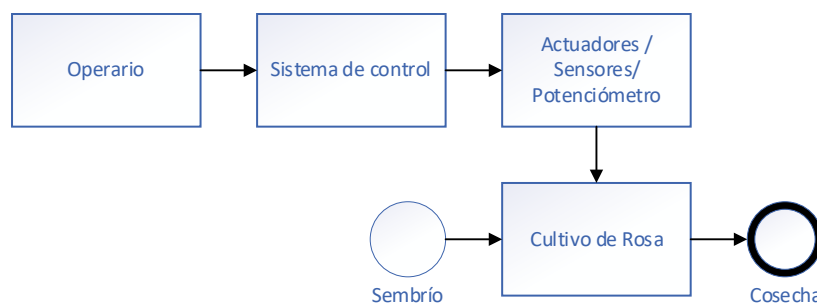 Operario
Sistema de control
Actuadores /
Sensores/
Potenciómetro
Cultivo de Rosa
Sembrío
Cosecha